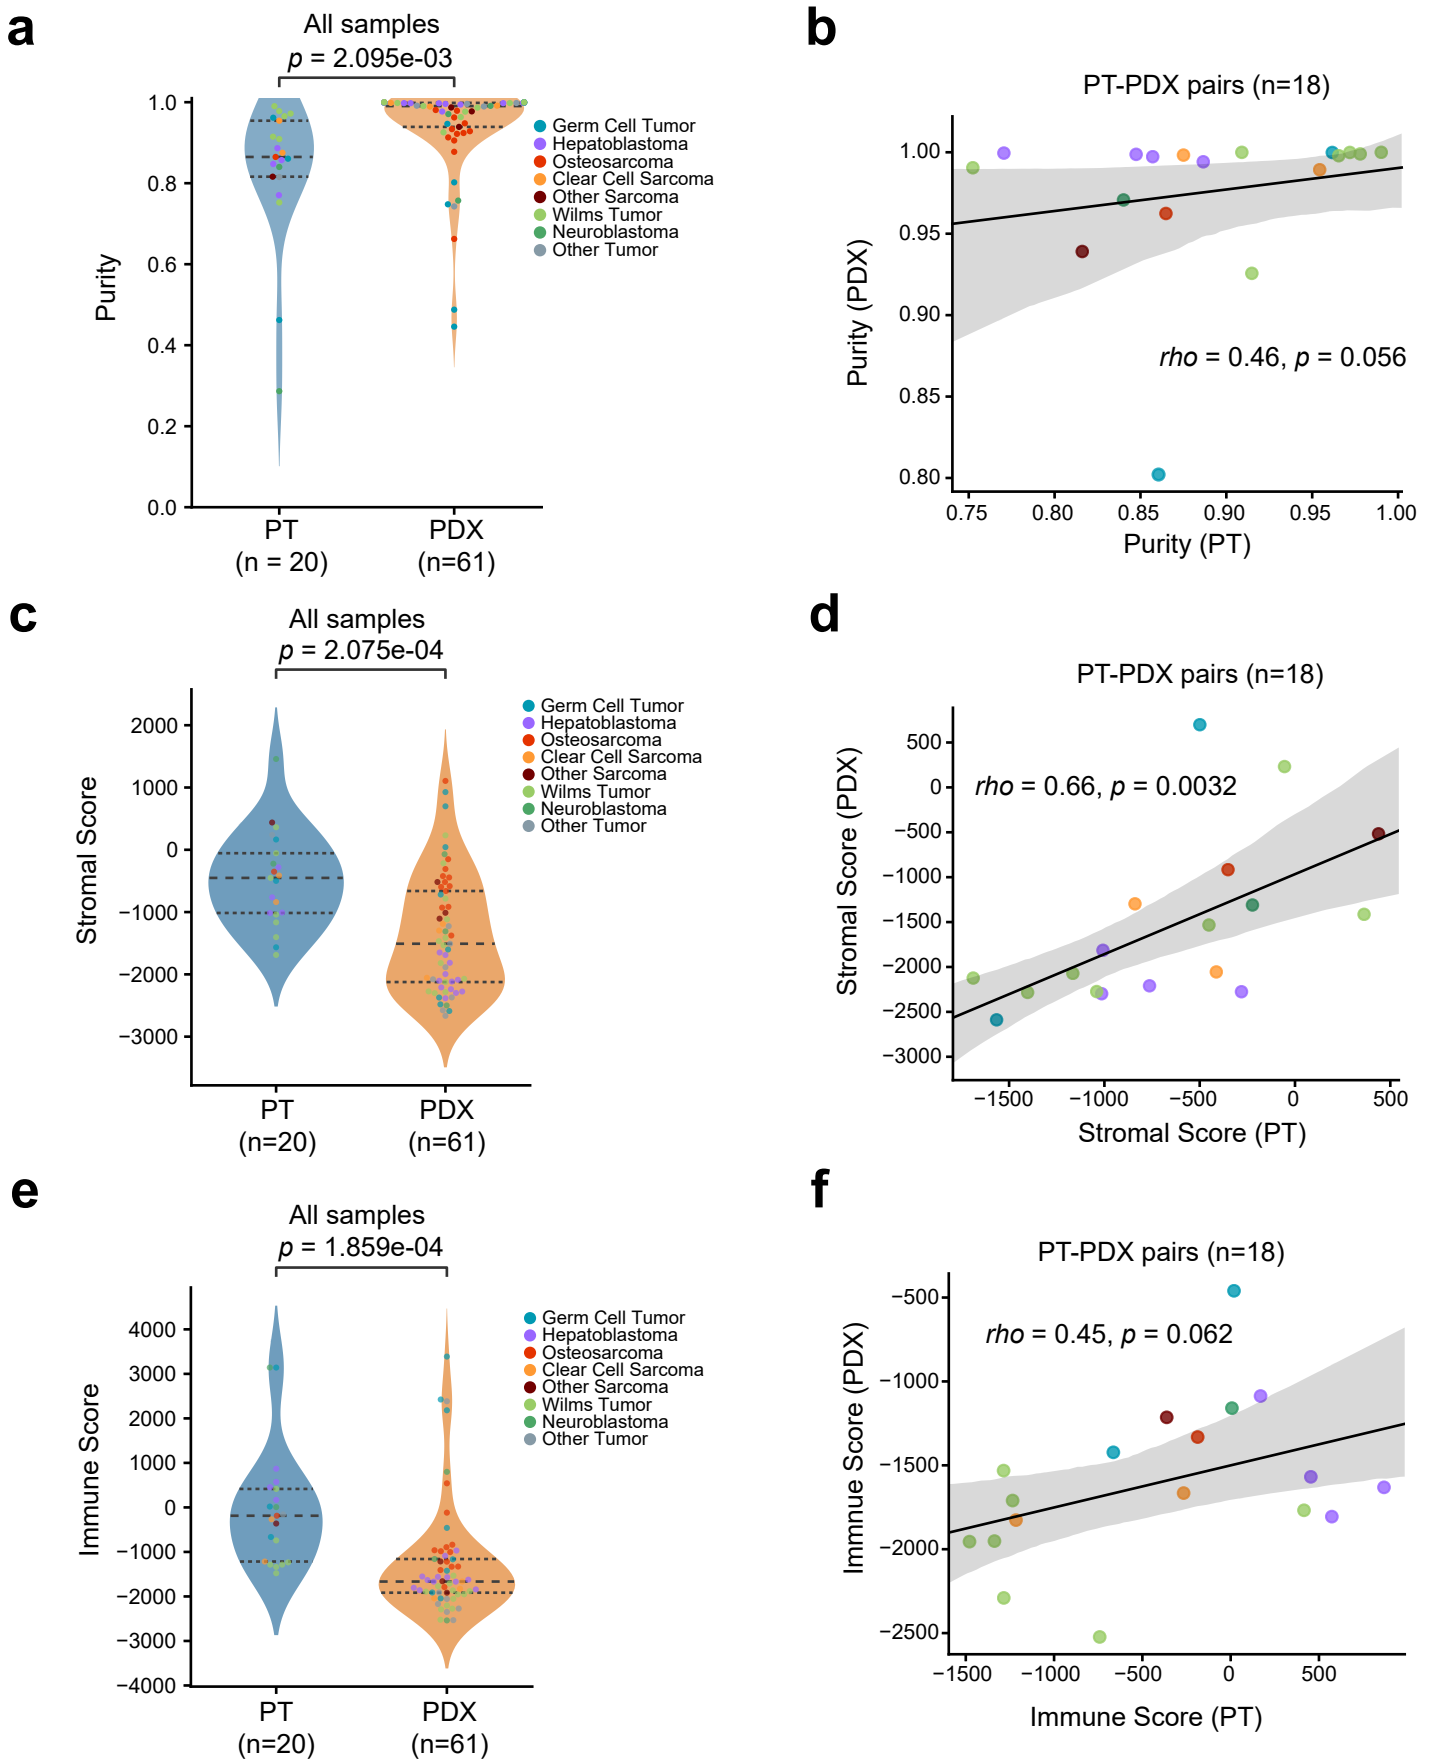 a
All samples
p = 2.095e-03
Purity
1.0
0.8
0.6
0.4
0.2
0.0
PT
(n = 20)
PDX
(n=61)
Germ Cell Tumor
Hepatoblastoma
Osteosarcoma
Clear Cell Sarcoma
Other Sarcoma
Wilms Tumor
Neuroblastoma
Other Tumor
b
PT-PDX pairs (n=18)
Purity (PDX)
1.00
0.95
0.90
0.85
0.80
rho = 0.46, p = 0.056
0.75 0.80 0.85 0.90 0.95 1.00
Purity (PT)
c
All samples
p = 2.075e-04
Stromal Score
2000
1000
0
−1000
−2000
−3000
PT
(n=20)
PDX
(n=61)
Germ Cell Tumor
Hepatoblastoma
Osteosarcoma
Clear Cell Sarcoma
Other Sarcoma
Wilms Tumor
Neuroblastoma
Other Tumor
d
PT-PDX pairs (n=18)
Stromal Score (PDX)
500
0
−500
−1000
−1500
−2000
−2500
−3000
rho = 0.66, p = 0.0032
−1500 −1000 −500 0 500
Stromal Score (PT)
e
All samples
p = 1.859e-04
Immune Score
4000
3000
2000
1000
0
−1000
−2000
−3000
−4000
PT
(n=20)
PDX
(n=61)
Germ Cell Tumor
Hepatoblastoma
Osteosarcoma
Clear Cell Sarcoma
Other Sarcoma
Wilms Tumor
Neuroblastoma
Other Tumor
f
PT-PDX pairs (n=18)
Immnue Score (PDX)
−500
−1000
−1500
−2000
−2500
rho = 0.45, p = 0.062
−1500 −1000 −500 0 500
Immune Score (PT)